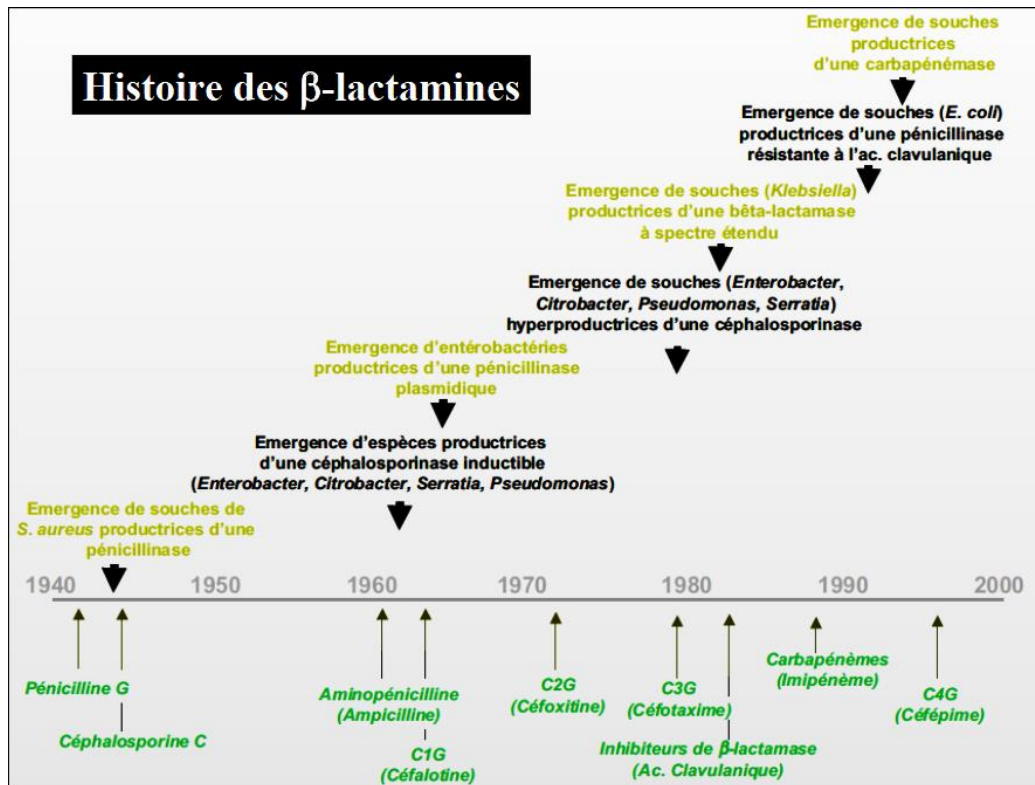 Histoire des β-lactamines
Emergence de souches
productrices
d'une carbapénémase
Emergence de souches (E. coli)
productrices d'une pénicillinase
résistante à l'ac. clavulanique
Emergence de souches (Klebsiella)
productrices d'une bêta-lactamase
à spectre étendu
Emergence de souches (Enterobacter,
Citrobacter, Pseudomonas, Serratia)
hyperproductrices d'une céphalosporinase
Emergence d'entérobactéries
productrices d'une pénicillinase
plasmidique
Emergence d'espèces productrices
d'une céphalosporinase inductible
(Enterobacter, Citrobacter, Serratia, Pseudomonas)
Emergence de souches de
S. aureus productrices d'une
pénicillinase
1940 1950 1960 1970 1980 1990 2000
Pénicilline G
Céphalosporine C
Aminopénicilline
(Ampicilline)
C1G
(Céfalotine)
C2G
(Céfoxitine)
C3G
(Céfotaxime)
Inhibiteurs de β-lactamase
(Ac. Clavulanique)
Carbapénèmes
(Imipénème)
C4G
(Céfépime)